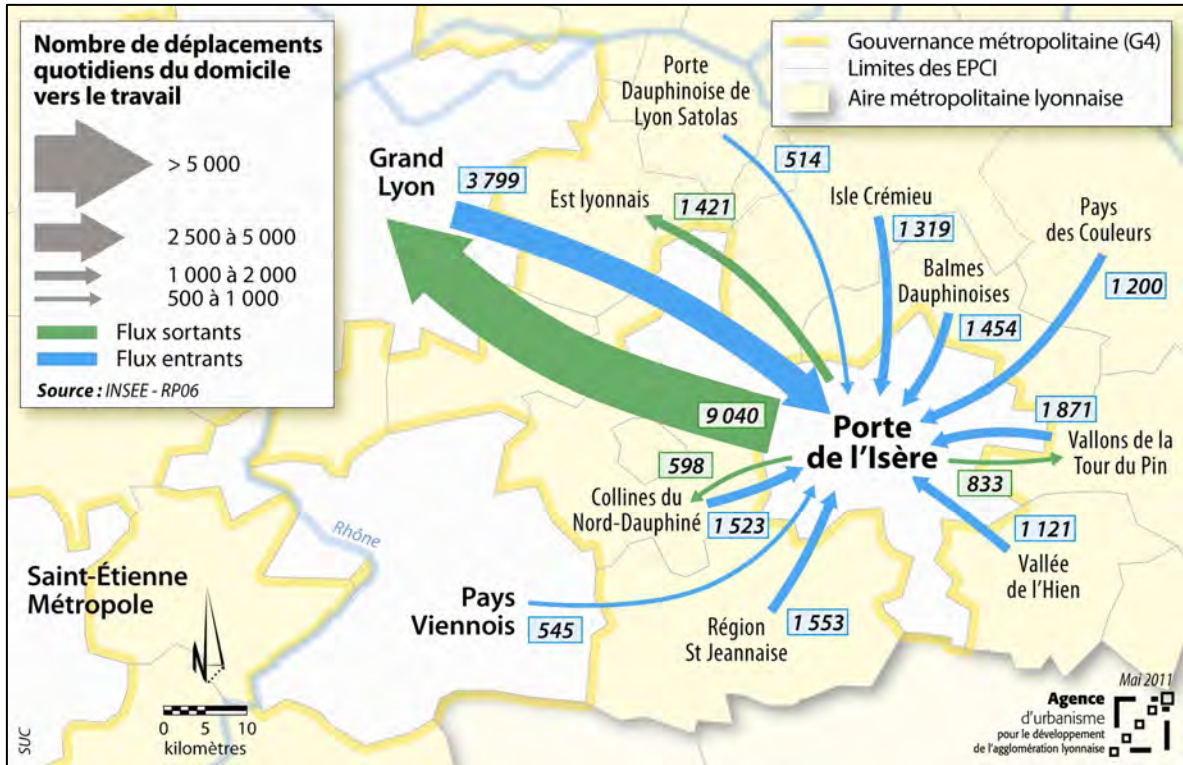 Nombre de déplacements
quotidiens du domicile
vers le travail
> 5 000
2 500 à 5 000
1 000 à 2 000
500 à 1 000
Flux sortants
Flux entrants
Source : INSEE - RP06
Gouvernance métropolitaine (G4)
Limites des EPCI
Aire métropolitaine lyonnaise
Porte
Dauphinoise de
Lyon Satolas
514
Grand
Lyon
3 799
Est lyonnais
1 421
Isle Crémieu
1 319
Pays
des Couleurs
1 200
Balmes
Dauphinoises
1 454
9 040
Porte
de l'Isère
1 871
Vallons de la
Tour du Pin
833
598
Collines du
Nord-Dauphiné
1 523
1 121
Vallée
de l'Hien
Rhône
Saint-Étienne
Métropole
Pays
Viennois
545
Région
St Jeannaise
1 553
N
0 5 10
kilomètres
SUC
Mai 2011
Agence
d'urbanisme
pour le développement
de l'agglomération lyonnaise